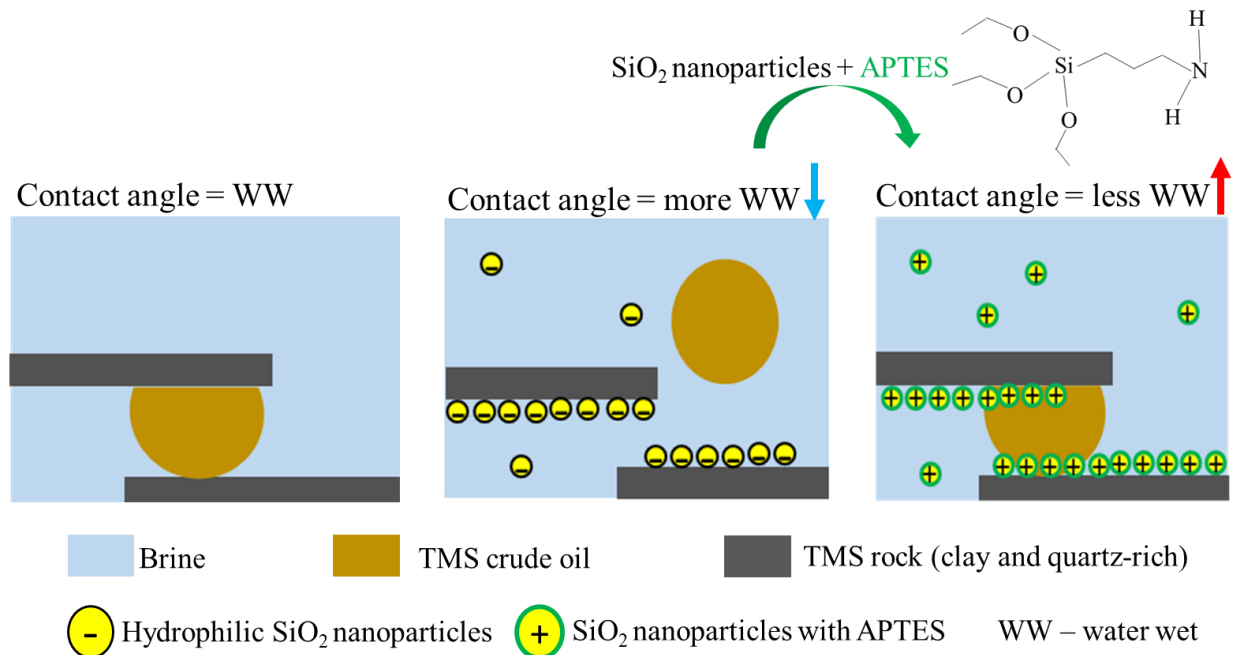 SiO₂ nanoparticles + APTES
O
O
Si
O
N
H
H
Contact angle = WW
Contact angle = more WW
Contact angle = less WW
-
-
- - - - - - - -
- - - - - -
-
+
+
+
+
+ + + + + + + +
+ + + + + + + + + +
+
Brine
TMS crude oil
TMS rock (clay and quartz-rich)
- Hydrophilic SiO₂ nanoparticles
+ SiO₂ nanoparticles with APTES
WW – water wet